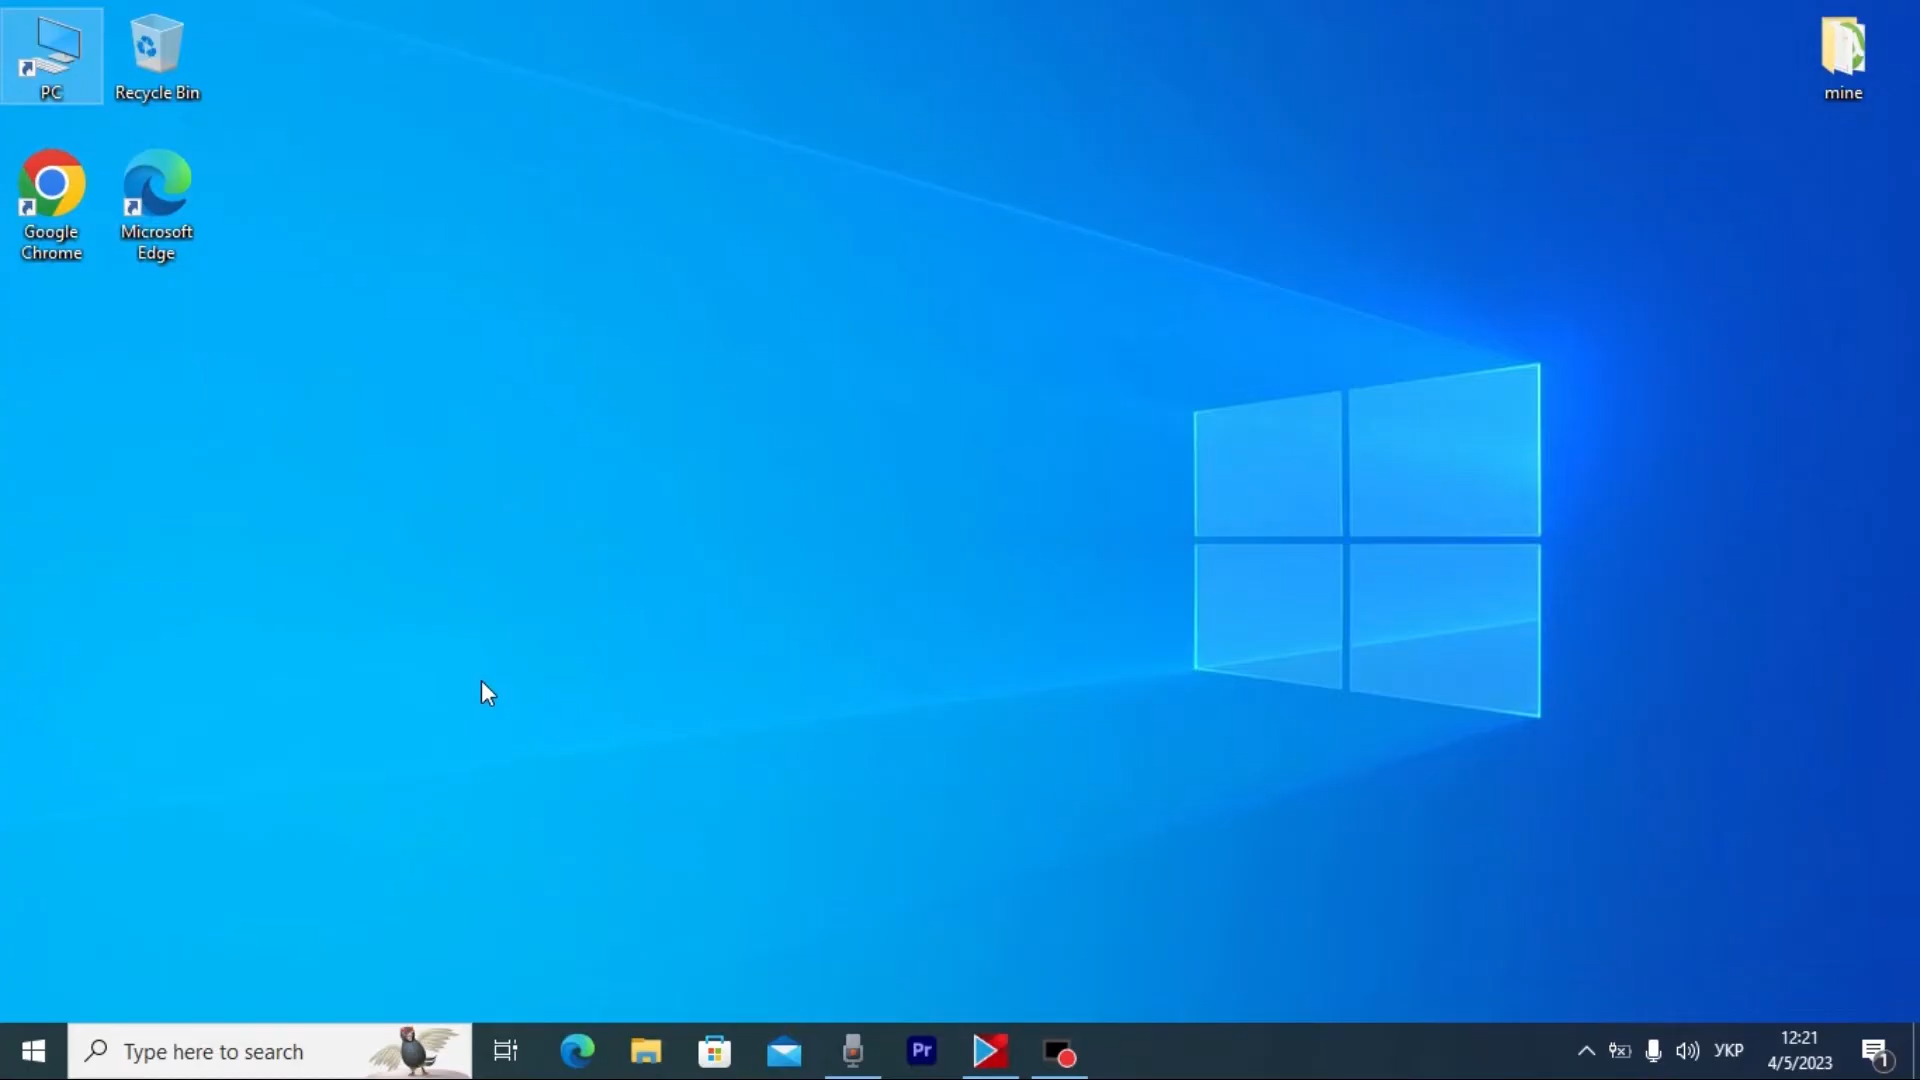 PC
Recycle Bin
mine
Google
Chrome
Microsoft
Edge
Type here to search
Pr
УКР
12:21
4/5/2023
1